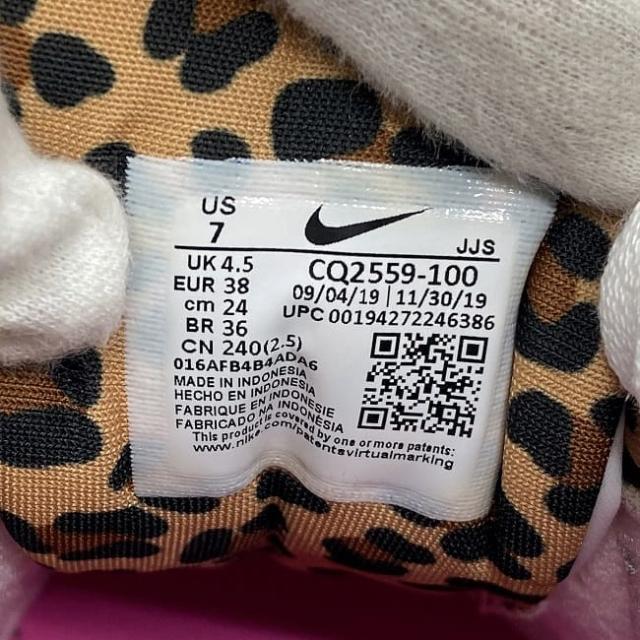 US
7
JJS
UK 4.5
EUR 38
cm 24
BR 36
CN 240(2.5)
CQ2559-100
09/04/19 | 11/30/19
UPC 00194272246386
016AFB4B4ADA6
MADE IN INDONESIA
HECHO EN INDONESIA
FABRIQUE EN INDONESIE
FABRICADO NA INDONESIA
This product is covered by one or more patents:
www.nike.com/patentsvirtualmarking